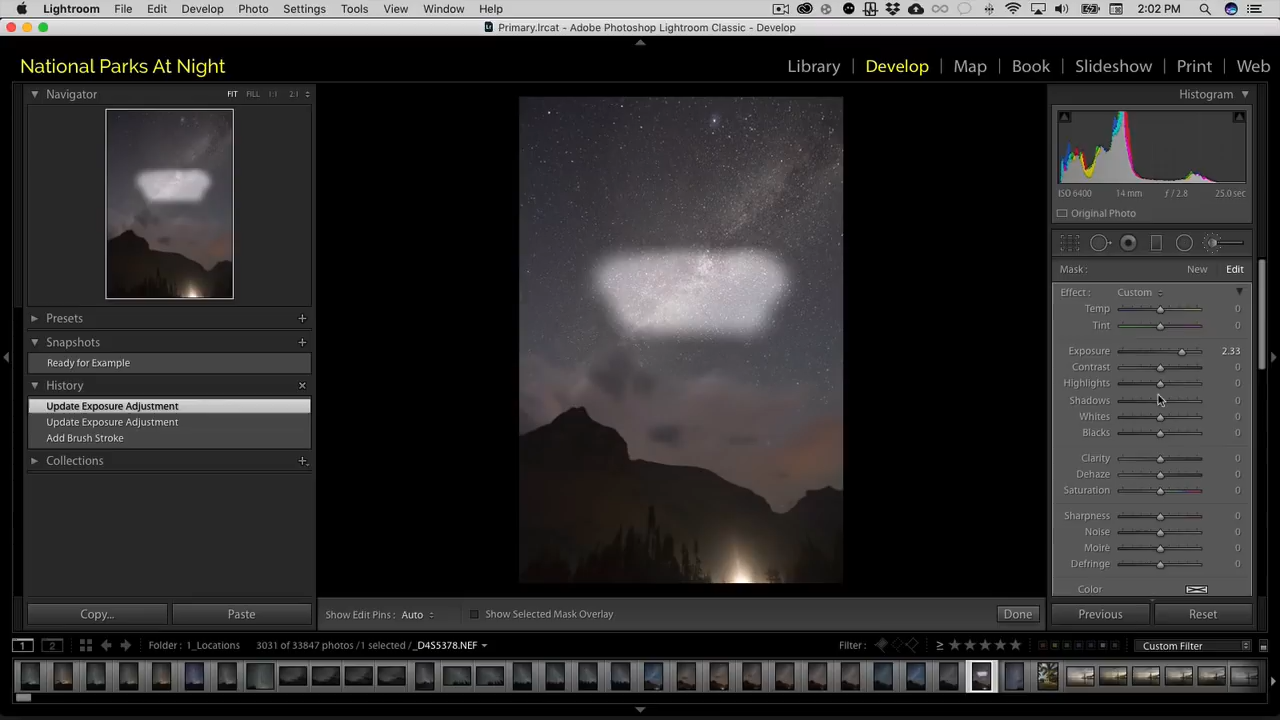 Lightroom File Edit Develop Photo Settings Tools View Window Help 2:02 PM
Primary.lrcat - Adobe Photoshop Lightroom Classic - Develop
National Parks At Night
Library | Develop | Map | Book | Slideshow | Print | Web
Navigator FIT FILL 1:1 2:1
Presets
Snapshots
Ready for Example
History
Update Exposure Adjustment
Update Exposure Adjustment
Add Brush Stroke
Collections
Copy... Paste
Show Edit Pins: Auto Show Selected Mask Overlay Done
Histogram
ISO 6400 14 mm ƒ / 2.8 25.0 sec
Original Photo
Mask : New Edit
Effect : Custom
Temp 0
Tint 0
Exposure 2.33
Contrast 0
Highlights 0
Shadows 0
Whites 0
Blacks 0
Clarity 0
Dehaze 0
Saturation 0
Sharpness 0
Noise 0
Moiré 0
Defringe 0
Color
Previous Reset
1 2 Folder : 1_Locations 3031 of 33847 photos /1 selected / _D4S5378.NEF Filter : ≥ Custom Filter